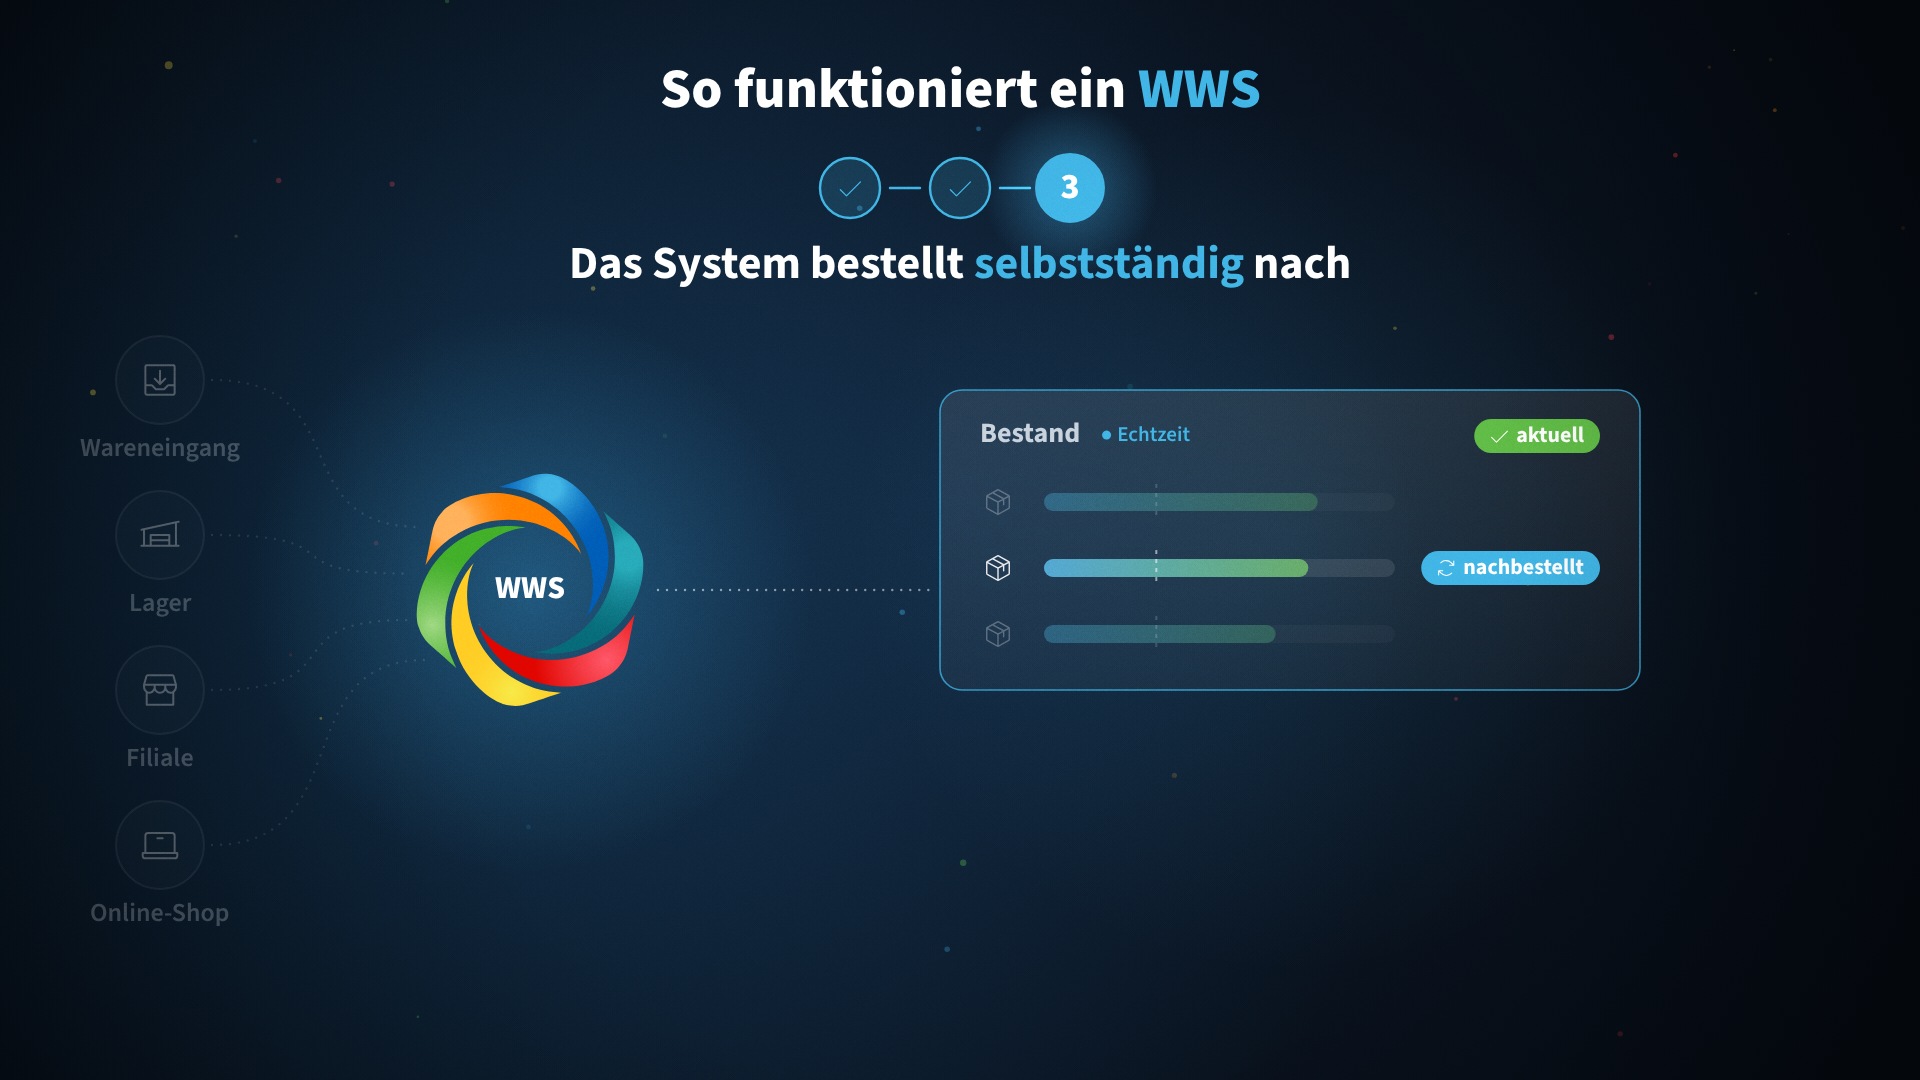 So funktioniert ein WWS
3
Das System bestellt selbstständig nach
Wareneingang
Lager
Filiale
Online-Shop
WWS
Bestand
Echtzeit
aktuell
nachbestellt